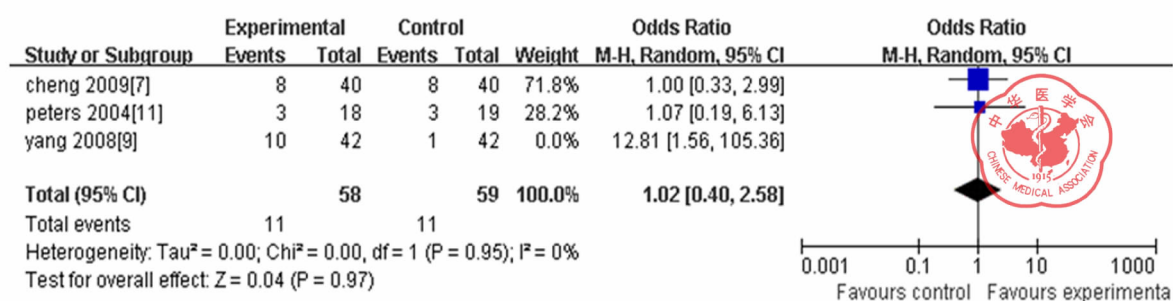 Experimental Control Odds Ratio Odds Ratio
Study or Subgroup Events Total Events Total Weight M-H, Random, 95% CI M-H, Random, 95% CI
cheng 2009[7] 8 40 8 40 71.8% 1.00 [0.33, 2.99]
peters 2004[11] 3 18 3 19 28.2% 1.07 [0.19, 6.13]
yang 2008[9] 10 42 1 42 0.0% 12.81 [1.56, 105.36]
Total (95% CI) 58 59 100.0% 1.02 [0.40, 2.58]
Total events 11 11
Heterogeneity: Tau² = 0.00; Chi² = 0.00, df = 1 (P = 0.95); I² = 0%
Test for overall effect: Z = 0.04 (P = 0.97)
0.001 0.1 1 10 1000
Favours control Favours experimenta
中华医学会
CHINESE MEDICAL ASSOCIATION
1915